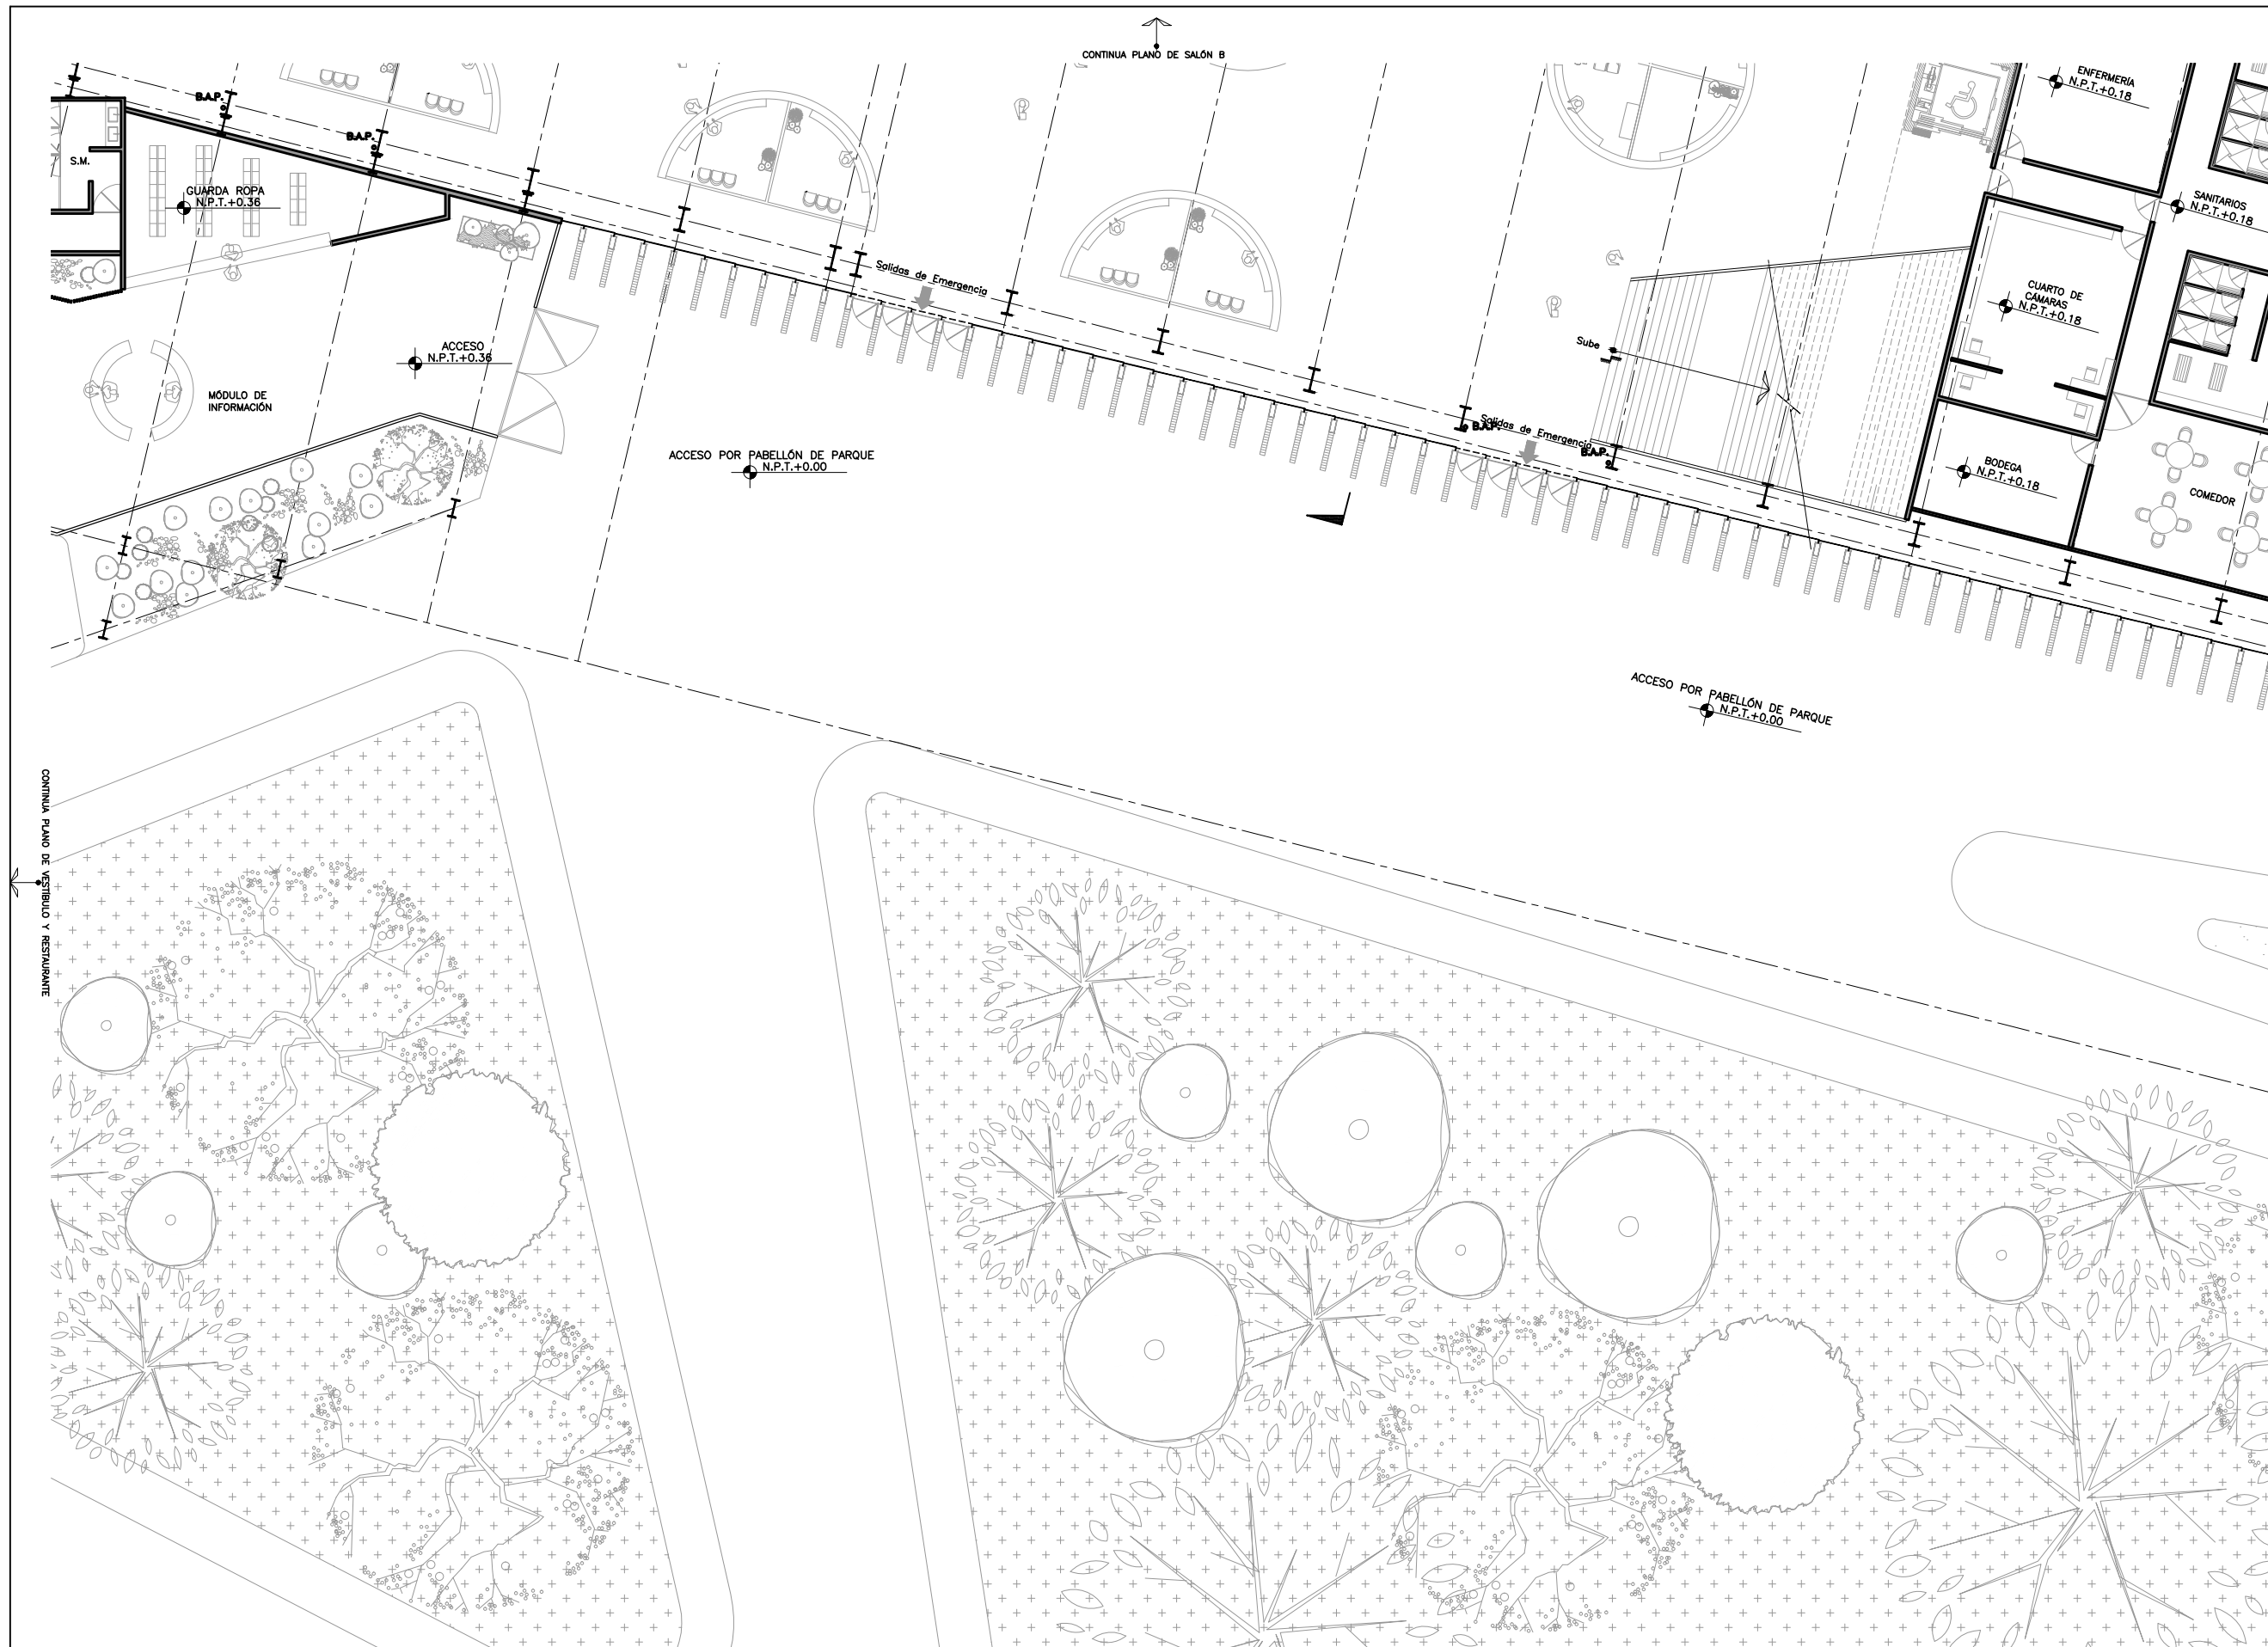 CONTINUA PLANO DE SALÓN B
ENFERMERÍA
N.P.T.+0.18
B.A.P.
B.A.P.
S.M.
GUARDA ROPA
N.P.T.+0.36
SANITARIOS
N.P.T.+0.18
Salidas de Emergencia
CUARTO DE
CÁMARAS
N.P.T.+0.18
Sube
ACCESO
N.P.T.+0.36
MÓDULO DE
INFORMACIÓN
Salidas de Emergencia
B.A.P.
B.A.P.
ACCESO POR PABELLÓN DE PARQUE
N.P.T.+0.00
BODEGA
N.P.T.+0.18
COMEDOR
ACCESO POR PABELLÓN DE PARQUE
N.P.T.+0.00
CONTINUA PLANO DE VESTÍBULO Y RESTAURANTE